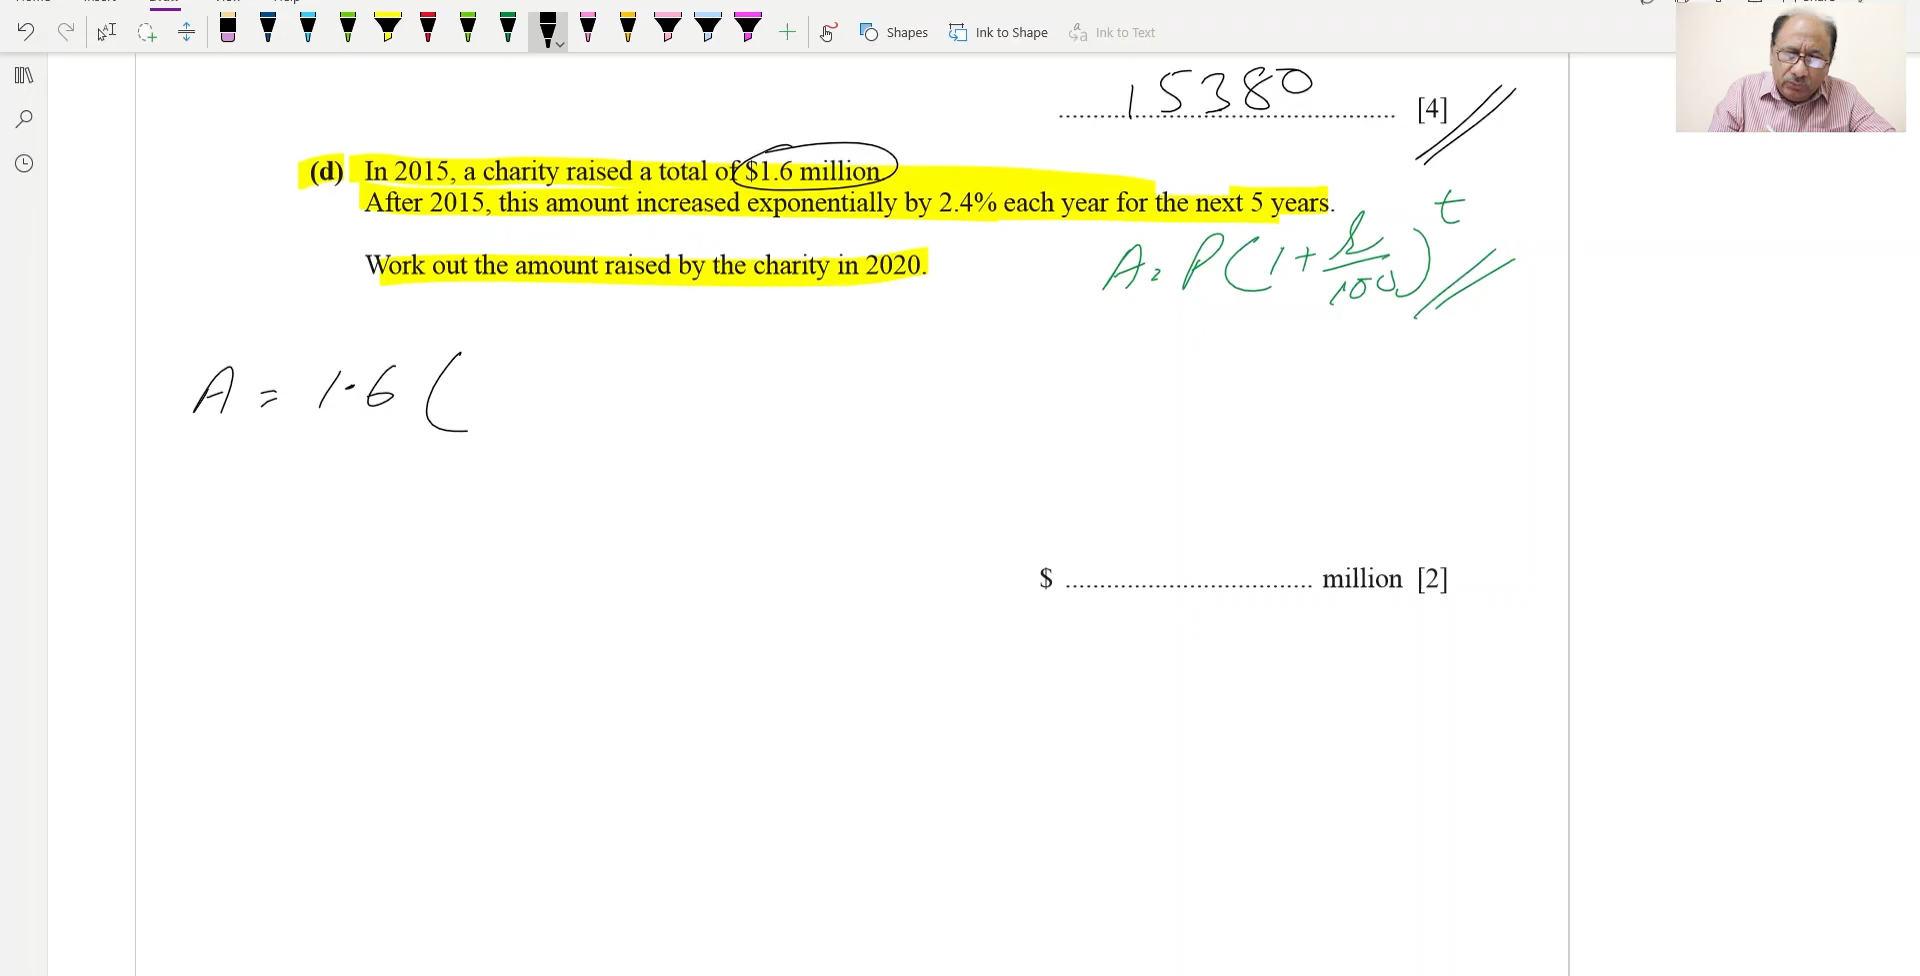 Shapes Ink to Shape Ink to Text
15380 [4]
(d) In 2015, a charity raised a total of $1.6 million
After 2015, this amount increased exponentially by 2.4% each year for the next 5 years.
Work out the amount raised by the charity in 2020.
A = P(1 + r/100)^t
A = 1.6 (
$ .................................. million [2]